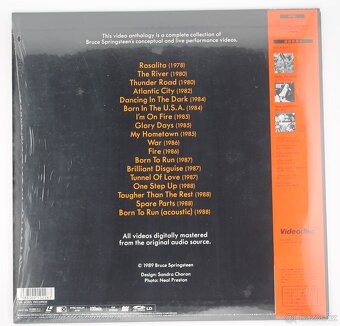 This video anthology is a complete collection of
Bruce Springsteen's conceptual and live performance videos.
Rosalita (1978)
The River (1980)
Thunder Road (1980)
Atlantic City (1982)
Dancing In The Dark (1984)
Born In The U.S.A. (1984)
I'm On Fire (1985)
Glory Days (1985)
My Hometown (1985)
War (1986)
Fire (1986)
Born To Run (1987)
Brilliant Disguise (1987)
Tunnel Of Love (1987)
One Step Up (1988)
Tougher Than The Rest (1988)
Spare Parts (1988)
Born To Run (acoustic) (1988)
All videos digitally mastered
from the original audio source.
© 1989 Bruce Springsteen
Design: Sandra Choron
Photo: Neal Preston
Videodisc
LD